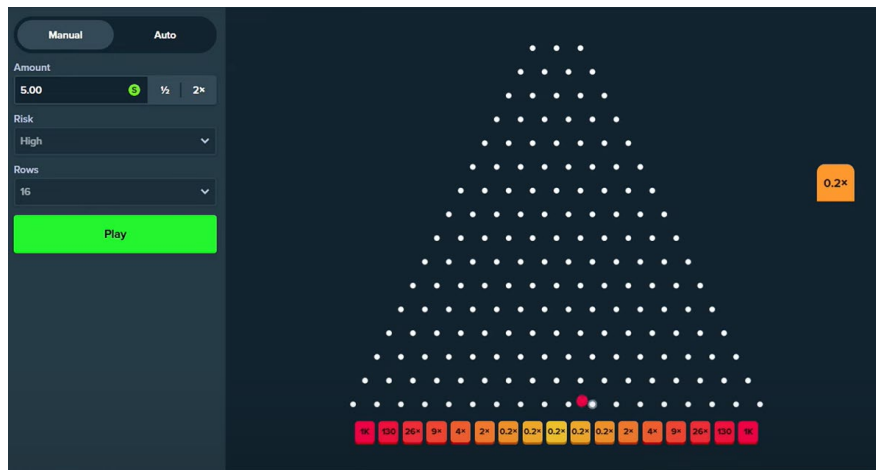 Manual Auto
Amount
5.00 S ½ 2×
Risk
High
Rows
16
Play
0.2×
1K 130 26× 9× 4× 2× 0.2× 0.2× 0.2× 0.2× 0.2× 2× 4× 9× 26× 130 1K